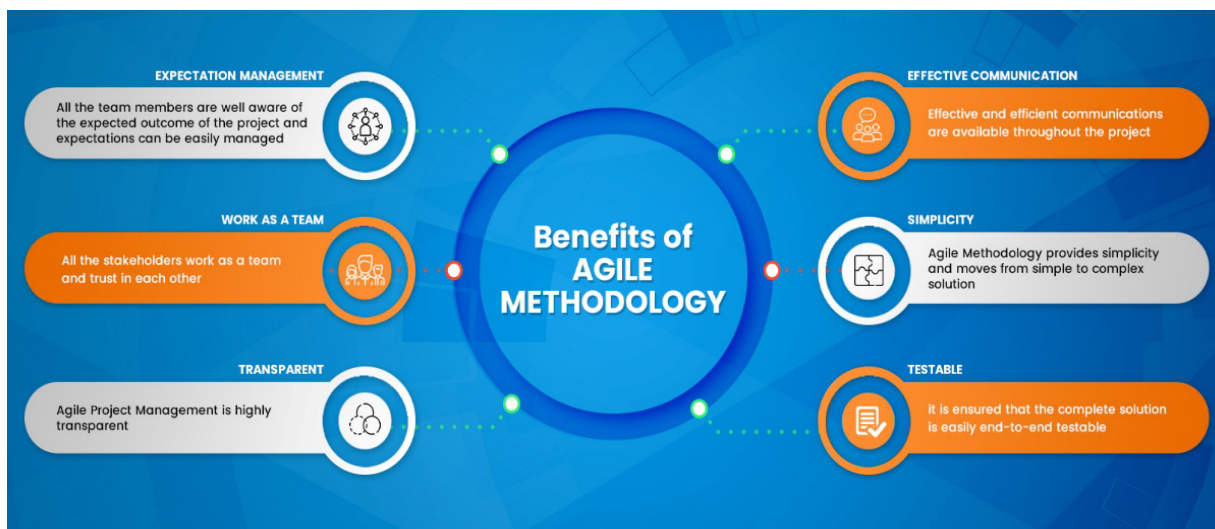 EXPECTATION MANAGEMENT
All the team members are well aware of
the expected outcome of the project and
expectations can be easily managed
WORK AS A TEAM
All the stakeholders work as a team
and trust in each other
TRANSPARENT
Agile Project Management is highly
transparent
Benefits of
AGILE
METHODOLOGY
EFFECTIVE COMMUNICATION
Effective and efficient communications
are available throughout the project
SIMPLICITY
Agile Methodology provides simplicity
and moves from simple to complex
solution
TESTABLE
it is ensured that the complete solution
is easily end-to-end testable